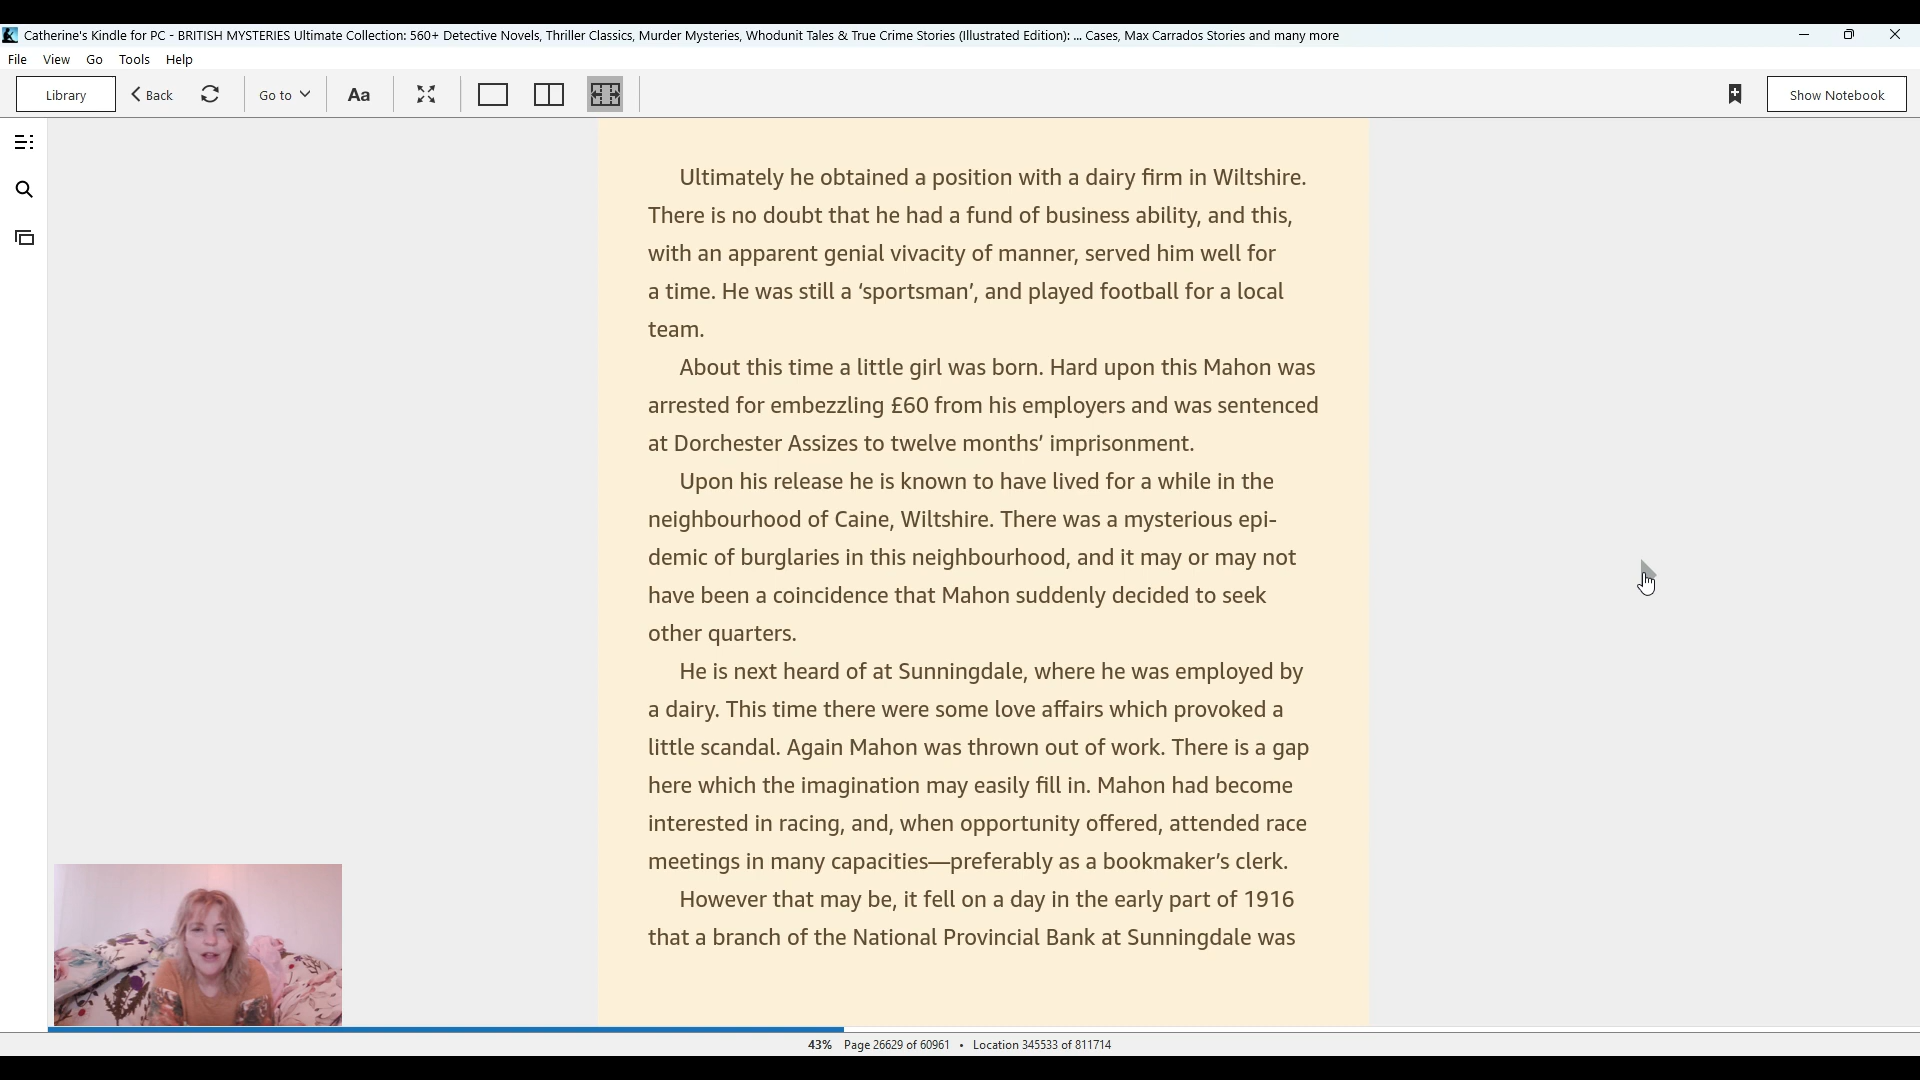 Catherine's Kindle for PC - BRITISH MYSTERIES Ultimate Collection: 560+ Detective Novels, Thriller Classics, Murder Mysteries, Whodunit Tales & True Crime Stories (Illustrated Edition): ... Cases, Max Carrados Stories and many more
File View Go Tools Help
Library Back Go to Aa Show Notebook
Ultimately he obtained a position with a dairy firm in Wiltshire.
There is no doubt that he had a fund of business ability, and this,
with an apparent genial vivacity of manner, served him well for
a time. He was still a ‘sportsman’, and played football for a local
team.
About this time a little girl was born. Hard upon this Mahon was
arrested for embezzling £60 from his employers and was sentenced
at Dorchester Assizes to twelve months’ imprisonment.
Upon his release he is known to have lived for a while in the
neighbourhood of Caine, Wiltshire. There was a mysterious epi-
demic of burglaries in this neighbourhood, and it may or may not
have been a coincidence that Mahon suddenly decided to seek
other quarters.
He is next heard of at Sunningdale, where he was employed by
a dairy. This time there were some love affairs which provoked a
little scandal. Again Mahon was thrown out of work. There is a gap
here which the imagination may easily fill in. Mahon had become
interested in racing, and, when opportunity offered, attended race
meetings in many capacities—preferably as a bookmaker’s clerk.
However that may be, it fell on a day in the early part of 1916
that a branch of the National Provincial Bank at Sunningdale was
43% Page 26629 of 60961 • Location 345533 of 811714